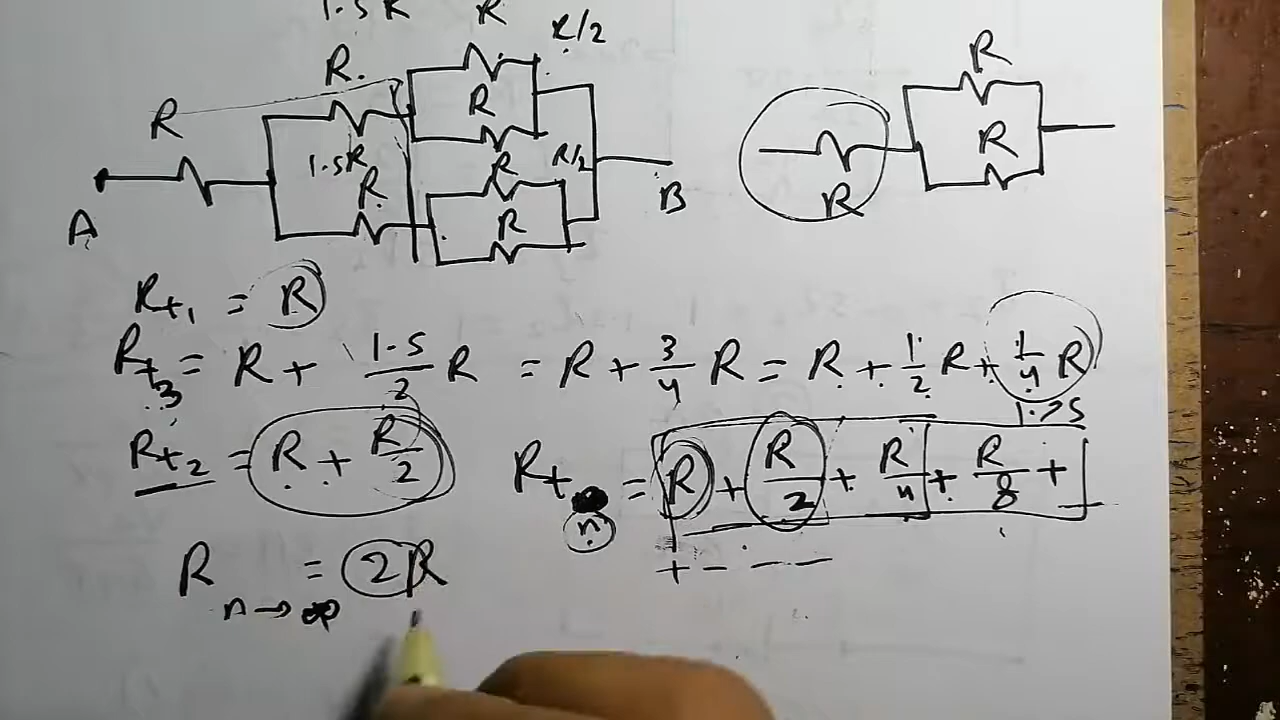 1.5R R R/2
R R R
R R
1.5R R R/2
R R R
A B
Rt₁ = R
Rt₃ = R + 1.5/2 R = R + 3/4 R = R + 1/2 R + 1/4 R
1.75
Rt₂ = R + R/2 Rtn = R + R/2 + R/4 + R/8 +
+ - - - -
R n→∞ = 2R